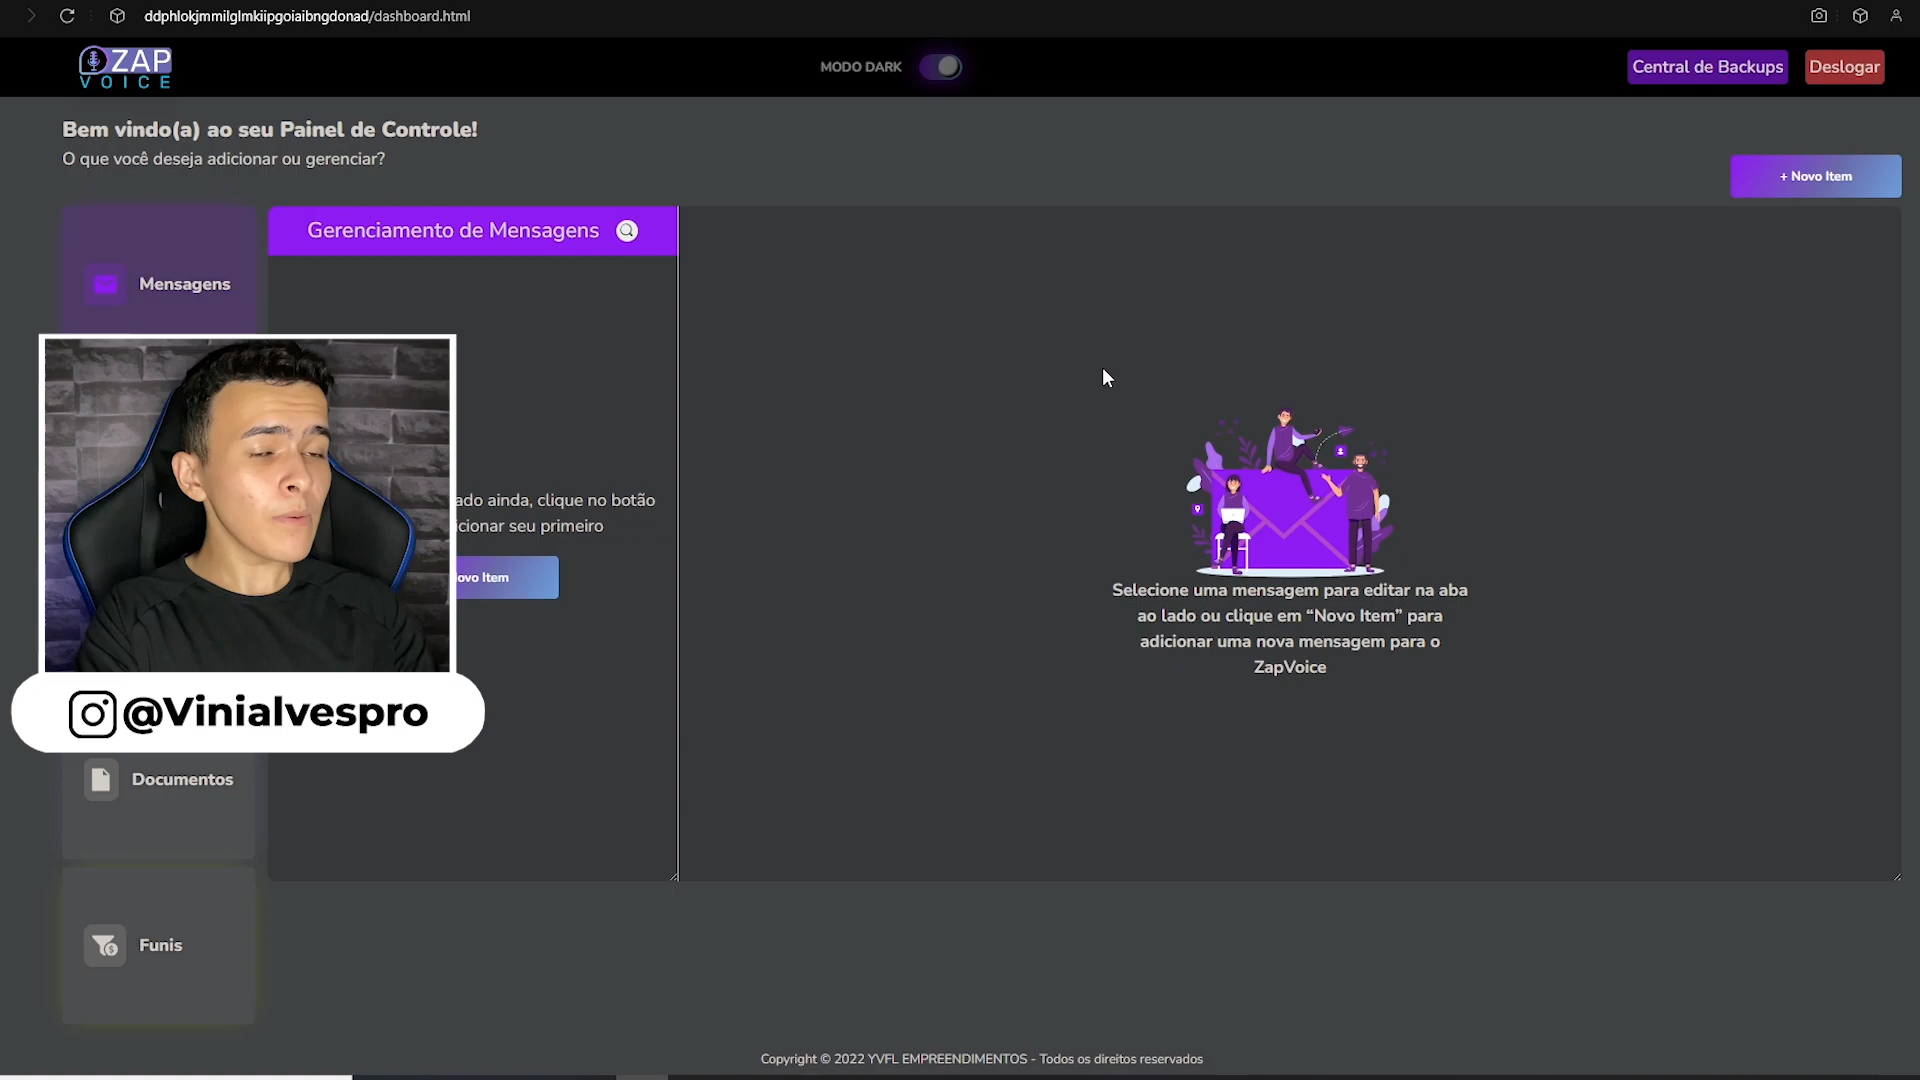 ddphlokjmmilglmkiipgoiaibngdonad/dashboard.html
ZAP
VOICE
MODO DARK
Central de Backups
Deslogar
Bem vindo(a) ao seu Painel de Controle!
O que você deseja adicionar ou gerenciar?
+ Novo Item
Mensagens
Gerenciamento de Mensagens
ado ainda, clique no botão
icionar seu primeiro
ovo Item
Selecione uma mensagem para editar na aba
ao lado ou clique em “Novo Item” para
adicionar uma nova mensagem para o
ZapVoice
@Vinialvespro
Documentos
Funis
Copyright © 2022 YVFL EMPREENDIMENTOS - Todos os direitos reservados